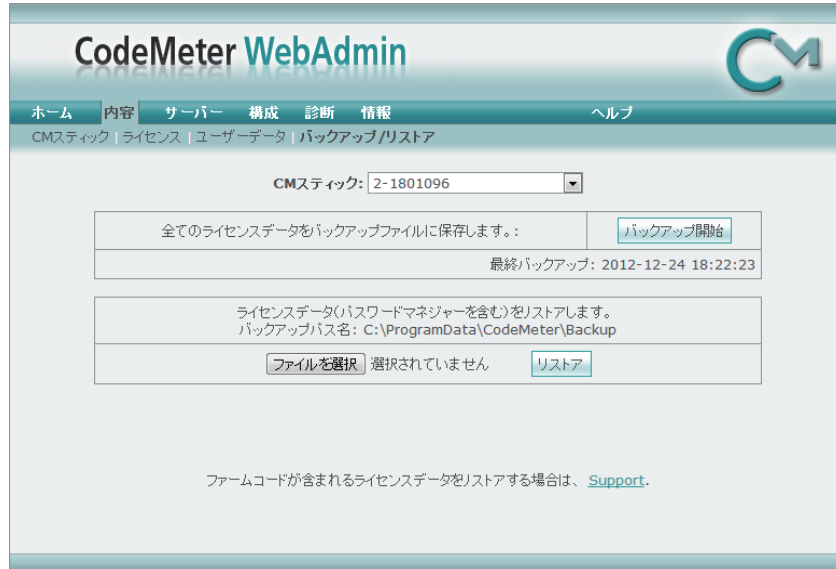 CodeMeter WebAdmin
ホーム 内容 サーバー 構成 診断 情報 ヘルプ
CMスティック | ライセンス | ユーザーデータ | バックアップ/リストア
CMスティック: 2-1801096
全てのライセンスデータをバックアップファイルに保存します。: バックアップ開始
最終バックアップ: 2012-12-24 18:22:23
ライセンスデータ(パスワードマネジャーを含む)をリストアします。
バックアップパス名: C:\ProgramData\CodeMeter\Backup
ファイルを選択 選択されていません リストア
ファームコードが含まれるライセンスデータをリストアする場合は、 Support.